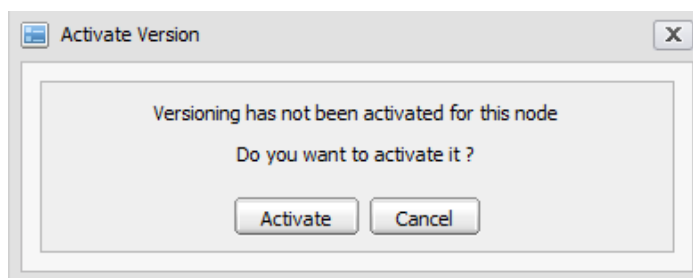 Activate Version
X
Versioning has not been activated for this node
Do you want to activate it ?
Activate Cancel